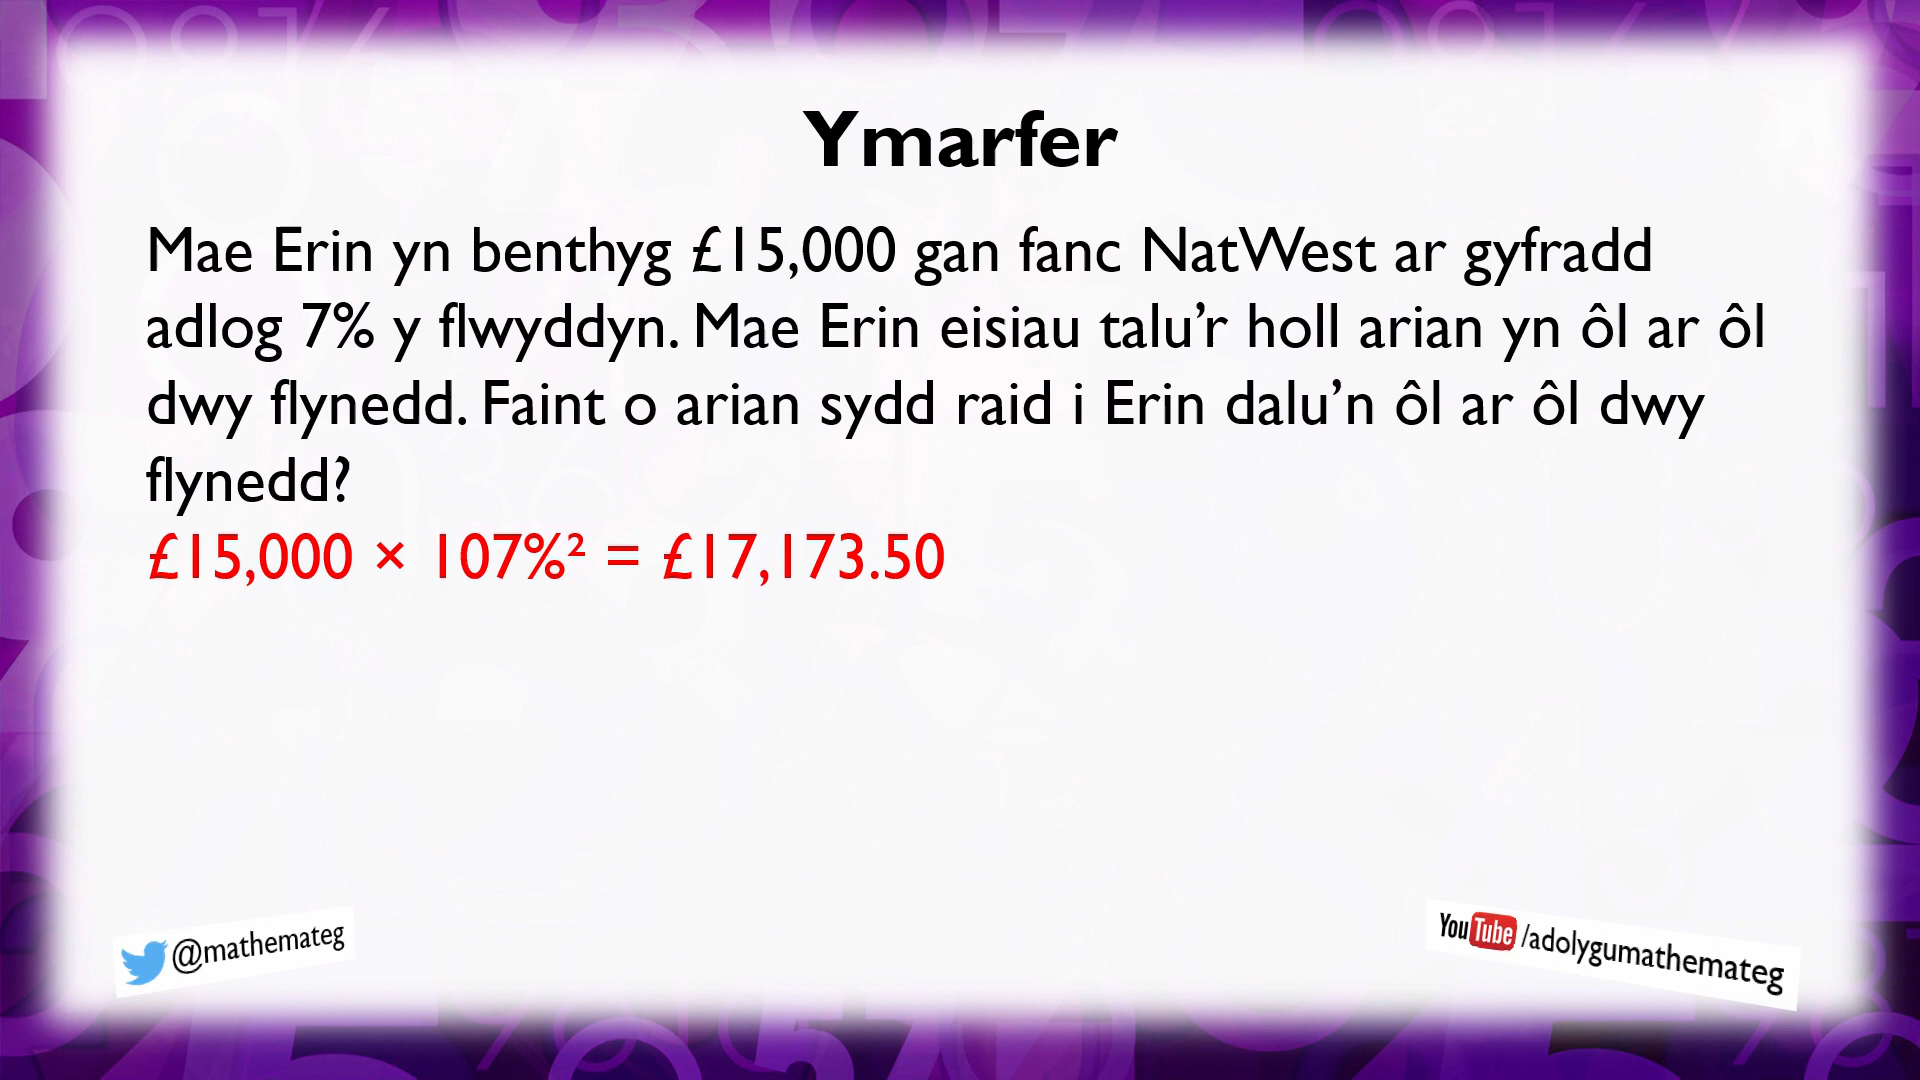 Ymarfer
Mae Erin yn benthyg £15,000 gan fanc NatWest ar gyfradd
adlog 7% y flwyddyn. Mae Erin eisiau talu’r holl arian yn ôl ar ôl
dwy flynedd. Faint o arian sydd raid i Erin dalu’n ôl ar ôl dwy
flynedd?
£15,000 × 107%² = £17,173.50
@mathemateg
YouTube /adolygumathemateg